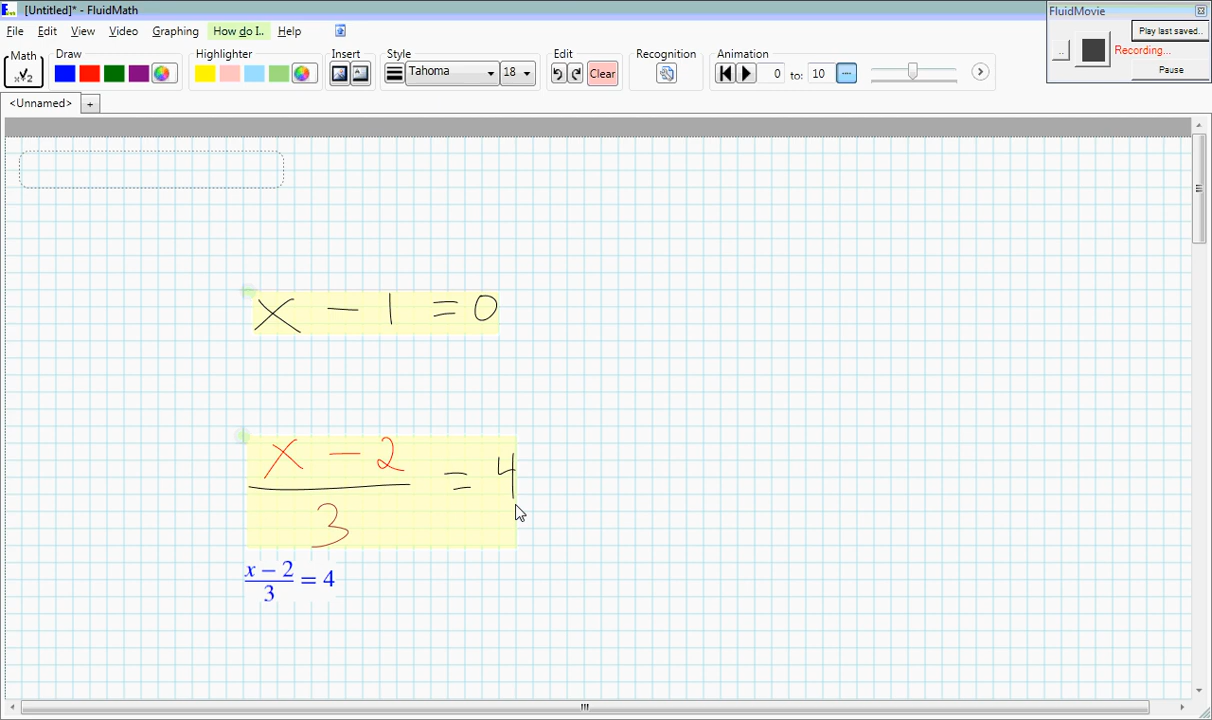 [Untitled]* - FluidMath
FluidMovie
File Edit View Video Graphing How do I.. Help
Play last saved..
.. Recording...
Pause
Math Draw Highlighter Insert Style Edit Recognition Animation
√2 Tahoma 18 Clear 0 to: 10
<Unnamed> +
x - 1 = 0
x - 2
= 4
3
x − 2
= 4
3